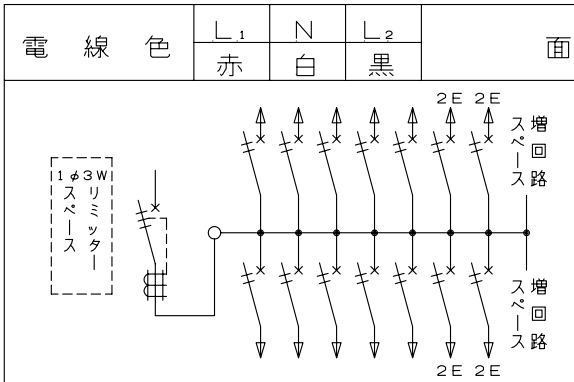 電線色 L1 N L2 面
赤 白 黒
2E 2E
増回路
スペース
1φ3W
リミッター
スペース
増回路
スペース
2E 2E